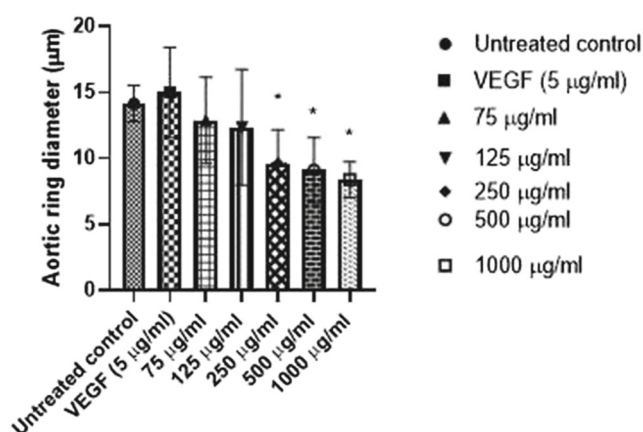 Aortic ring diameter (μm)
20
15
10
5
0
* * *
Untreated control
VEGF (5 μg/ml)
75 μg/ml
125 μg/ml
250 μg/ml
500 μg/ml
1000 μg/ml
Untreated control
VEGF (5 μg/ml)
75 μg/ml
125 μg/ml
250 μg/ml
500 μg/ml
1000 μg/ml